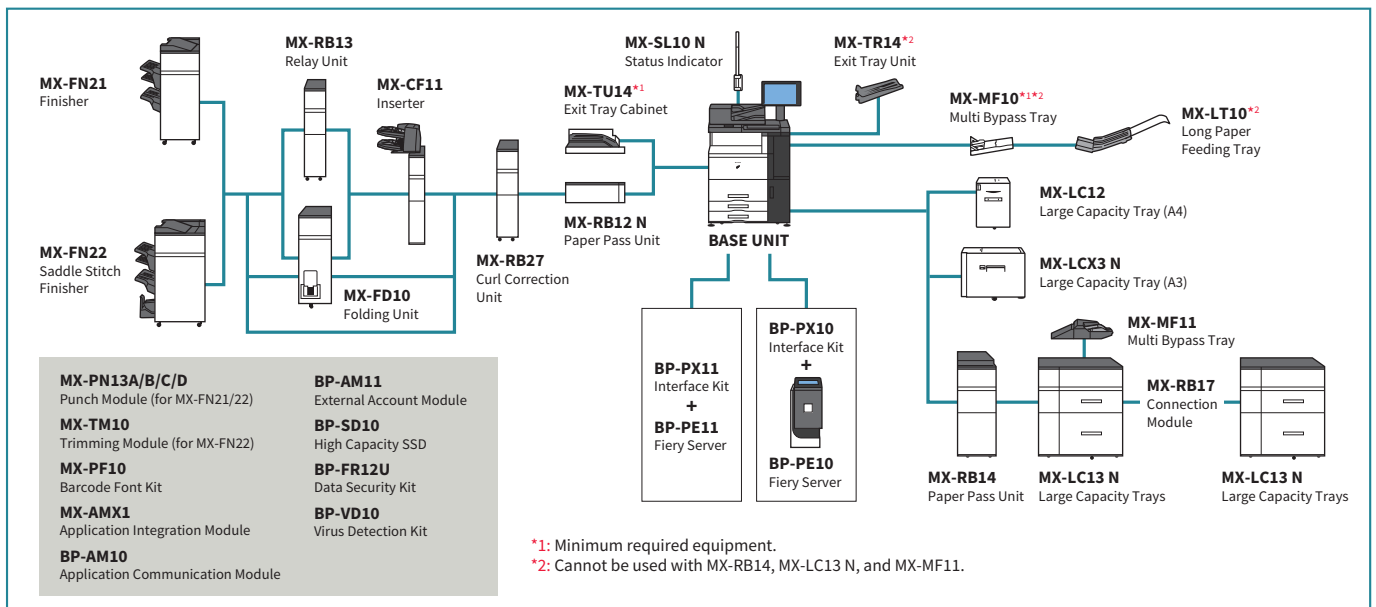 MX-FN21
Finisher
MX-RB13
Relay Unit
MX-CF11
Inserter
MX-SL10 N
Status Indicator
MX-TU14*1
Exit Tray Cabinet
MX-TR14*2
Exit Tray Unit
MX-MF10*1*2
Multi Bypass Tray
MX-LT10*2
Long Paper
Feeding Tray
MX-FN22
Saddle Stitch
Finisher
MX-FD10
Folding Unit
MX-RB27
Curl Correction
Unit
MX-RB12 N
Paper Pass Unit
BASE UNIT
MX-LC12
Large Capacity Tray (A4)
MX-LCX3 N
Large Capacity Tray (A3)
MX-MF11
Multi Bypass Tray
MX-RB17
Connection
Module
MX-RB14
Paper Pass Unit
MX-LC13 N
Large Capacity Trays
MX-LC13 N
Large Capacity Trays
BP-PX11
Interface Kit
+
BP-PE11
Fiery Server
BP-PX10
Interface Kit
+
BP-PE10
Fiery Server
MX-PN13A/B/C/D
Punch Module (for MX-FN21/22)
MX-TM10
Trimming Module (for MX-FN22)
MX-PF10
Barcode Font Kit
MX-AMX1
Application Integration Module
BP-AM10
Application Communication Module
BP-AM11
External Account Module
BP-SD10
High Capacity SSD
BP-FR12U
Data Security Kit
BP-VD10
Virus Detection Kit
*1: Minimum required equipment.
*2: Cannot be used with MX-RB14, MX-LC13 N, and MX-MF11.